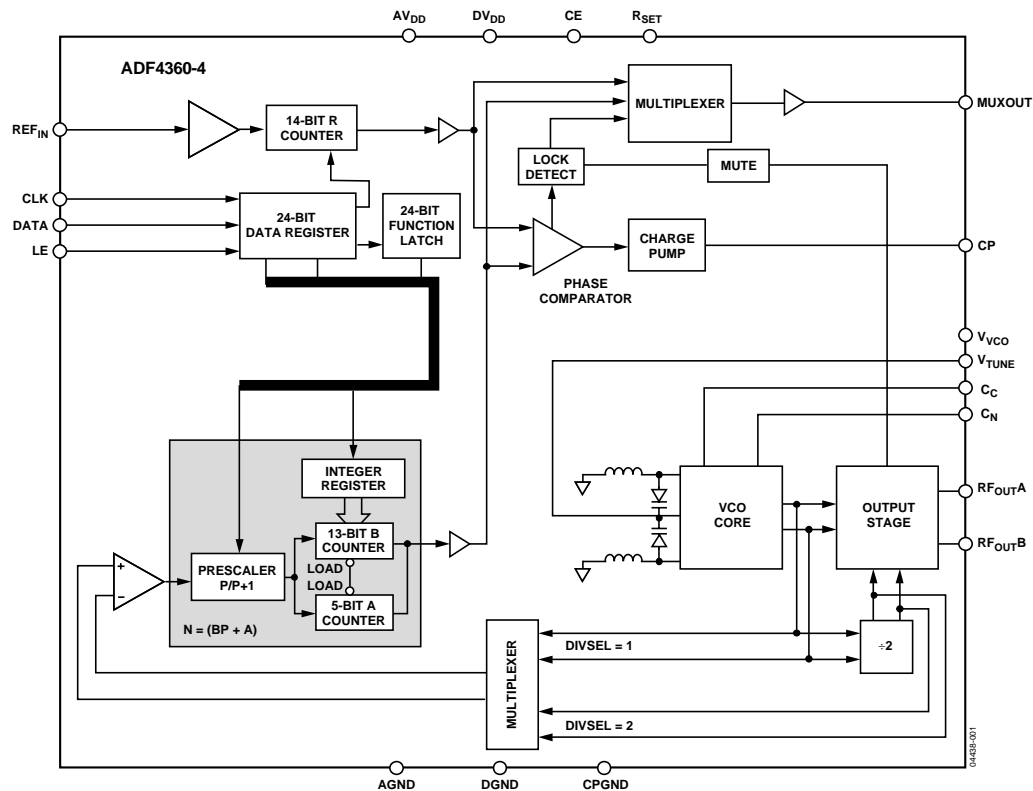 AVDD
DVDD
CE
RSET
ADF4360-4
MULTIPLEXER
MUXOUT
REFIN
14-BIT R
COUNTER
LOCK
DETECT
MUTE
CLK
DATA
LE
24-BIT
DATA REGISTER
24-BIT
FUNCTION
LATCH
CHARGE
PUMP
CP
PHASE
COMPARATOR
VVCO
VTUNE
CC
CN
INTEGER
REGISTER
13-BIT B
COUNTER
VCO
CORE
OUTPUT
STAGE
RFOUTA
RFOUTB
+
−
PRESCALER
P/P+1
LOAD
LOAD
5-BIT A
COUNTER
N = (BP + A)
MULTIPLEXER
DIVSEL = 1
÷2
DIVSEL = 2
04438-001
AGND
DGND
CPGND